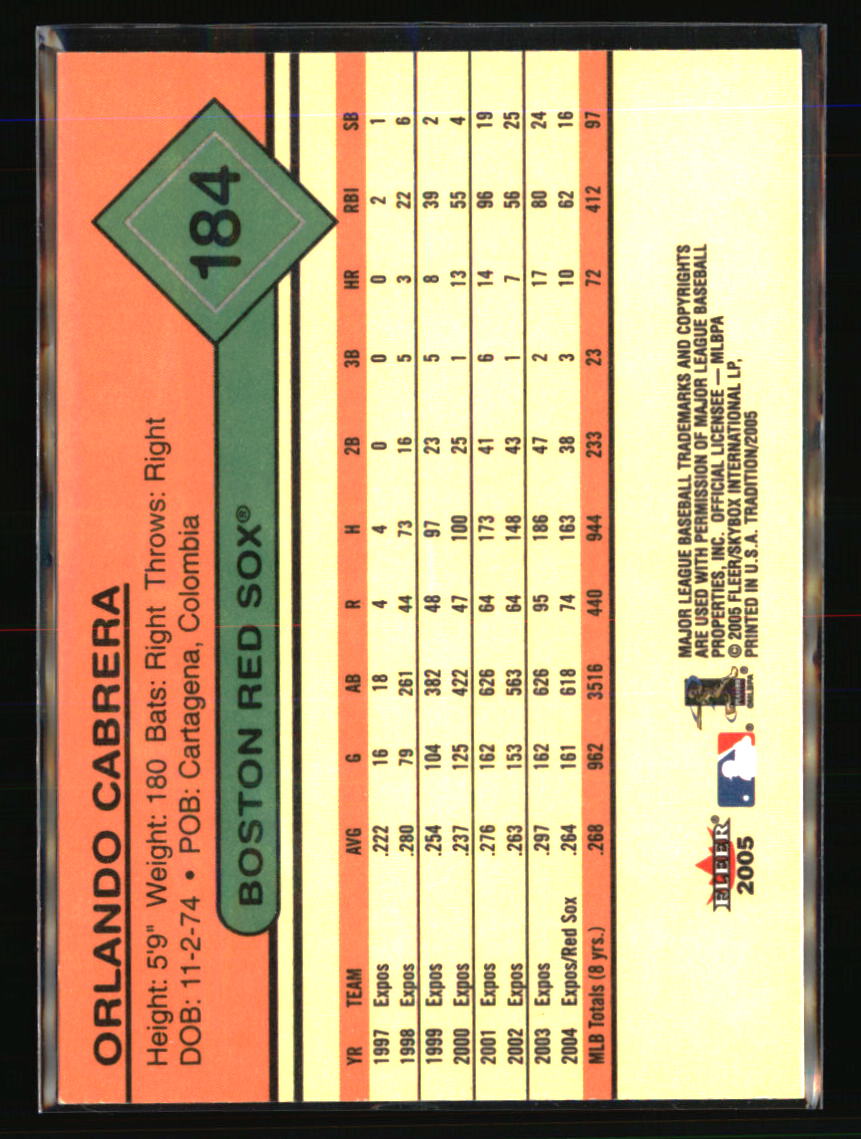 ORLANDO CABRERA
Height: 5'9" Weight: 180 Bats: Right Throws: Right
DOB: 11-2-74 • POB: Cartagena, Colombia
184
BOSTON RED SOX®
YR TEAM AVG G AB R H 2B 3B HR RBI SB
1997 Expos .222 16 18 4 4 0 0 0 2 1
1998 Expos .280 79 261 44 73 16 5 3 22 6
1999 Expos .254 104 382 48 97 23 5 8 39 2
2000 Expos .237 125 422 47 100 25 1 13 55 4
2001 Expos .276 162 626 64 173 41 6 14 96 19
2002 Expos .263 153 563 64 148 43 1 7 56 25
2003 Expos .297 162 626 95 186 47 2 17 80 24
2004 Expos/Red Sox .264 161 618 74 163 38 3 10 62 16
MLB Totals (8 yrs.) .268 962 3516 440 944 233 23 72 412 97
FLEER®
2005
MAJOR LEAGUE BASEBALL TRADEMARKS AND COPYRIGHTS
ARE USED WITH PERMISSION OF MAJOR LEAGUE BASEBALL
PROPERTIES, INC. OFFICIAL LICENSEE — MLBPA
© 2005 FLEER/SKYBOX INTERNATIONAL LP,
PRINTED IN U.S.A. TRADITION/2005